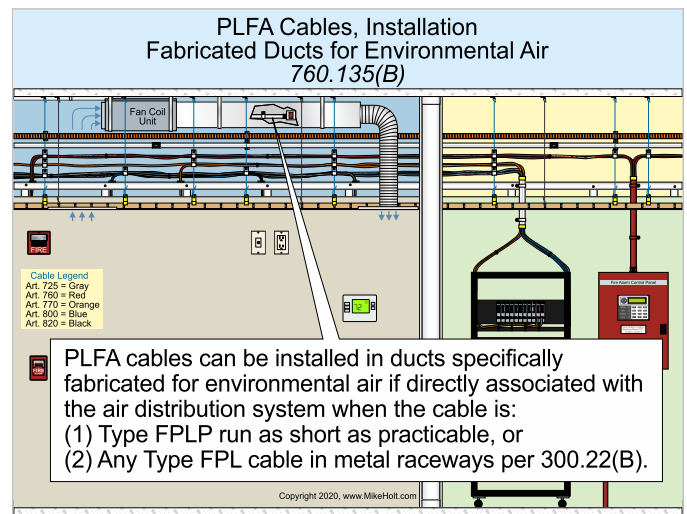 PLFA Cables, Installation
Fabricated Ducts for Environmental Air
760.135(B)
Fan Coil
Unit
FIRE
Cable Legend
Art. 725 = Gray
Art. 760 = Red
Art. 770 = Orange
Art. 800 = Blue
Art. 820 = Black
72°
Fire Alarm Control Panel
FIRE
PLFA cables can be installed in ducts specifically
fabricated for environmental air if directly associated with
the air distribution system when the cable is:
(1) Type FPLP run as short as practicable, or
(2) Any Type FPL cable in metal raceways per 300.22(B).
Copyright 2020, www.MikeHolt.com